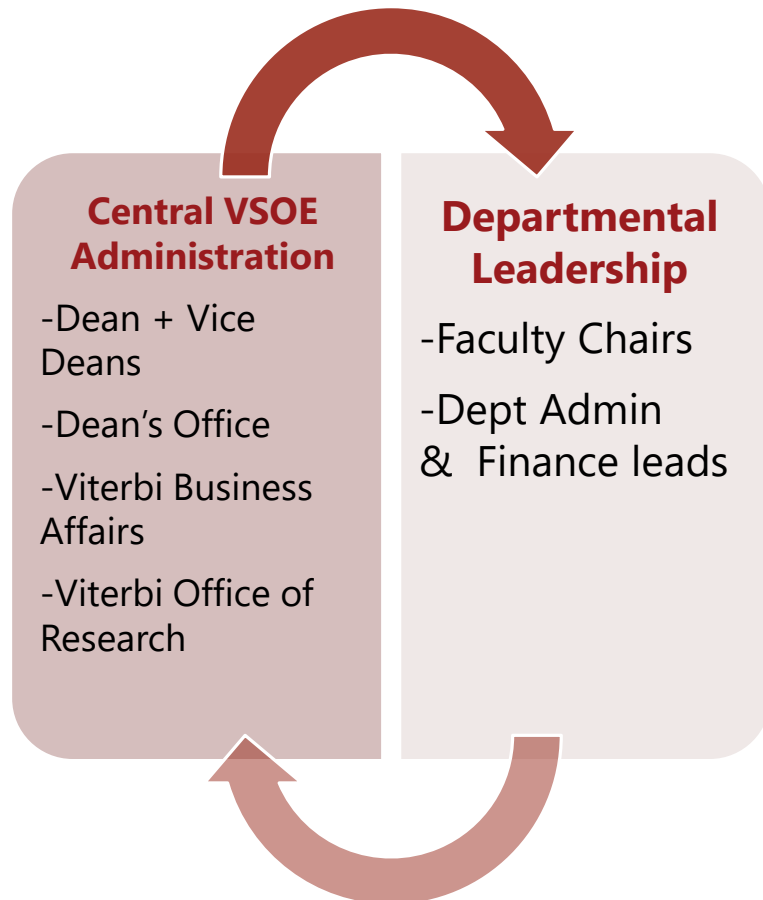 Central VSOE
Administration
-Dean + Vice
Deans
-Dean’s Office
-Viterbi Business
Affairs
-Viterbi Office of
Research
Departmental
Leadership
-Faculty Chairs
-Dept Admin
&  Finance leads